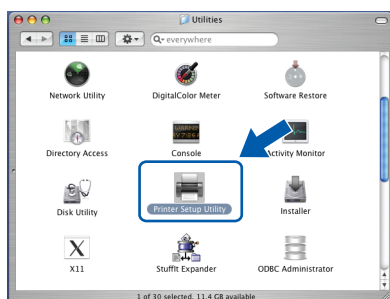 Utilities
everywhere
Network Utility
DigitalColor Meter
Software Restore
Directory Access
Console
Activity Monitor
Disk Utility
Printer Setup Utility
Installer
X11
StuffIt Expander
ODBC Administrator
1 of 30 selected, 11.4 GB available